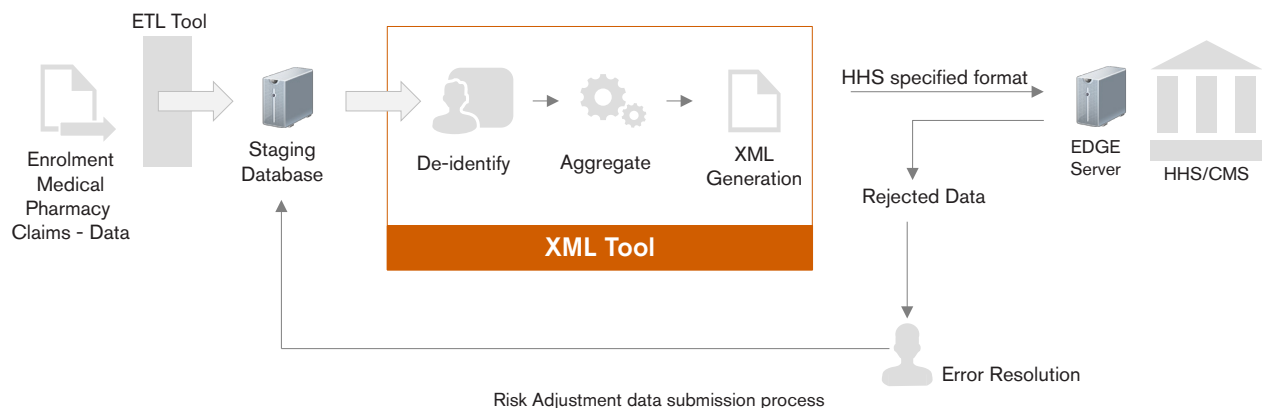 ETL Tool
Enrolment
Medical
Pharmacy
Claims - Data
Staging
Database
De-identify
Aggregate
XML
Generation
XML Tool
HHS specified format
EDGE
Server
HHS/CMS
Rejected Data
Error Resolution
Risk Adjustment data submission process